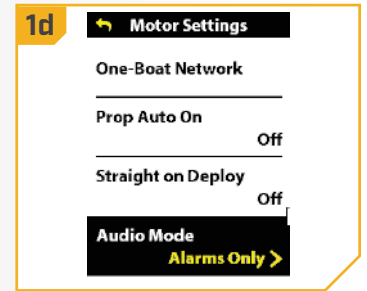 1d
Motor Settings
One-Boat Network
Prop Auto On
Off
Straight on Deploy
Off
Audio Mode
Alarms Only >